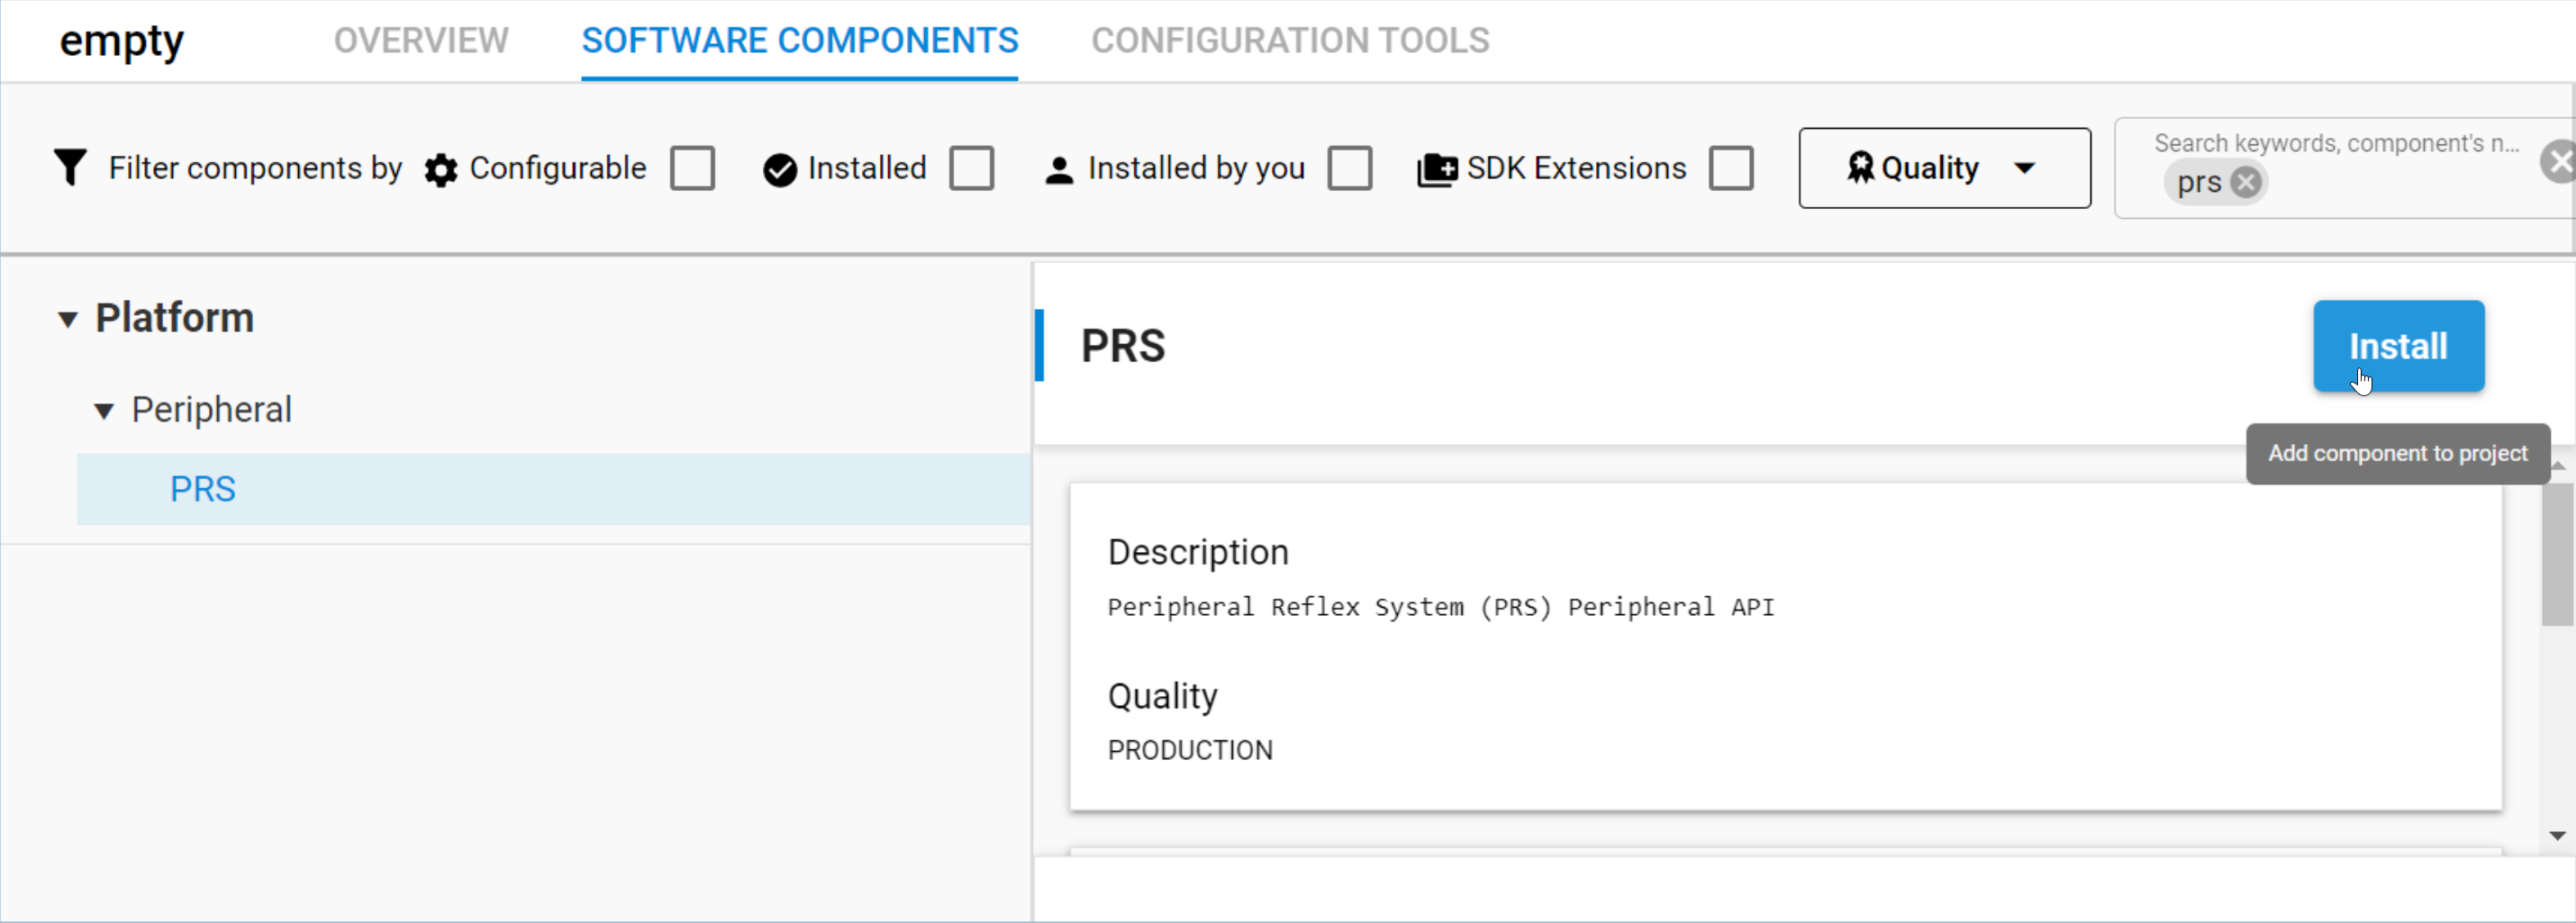 empty OVERVIEW SOFTWARE COMPONENTS CONFIGURATION TOOLS
Filter components by Configurable Installed Installed by you SDK Extensions Quality Search keywords, component's n...
prs
Platform
Peripheral
PRS
PRS
Install
Add component to project
Description
Peripheral Reflex System (PRS) Peripheral API
Quality
PRODUCTION